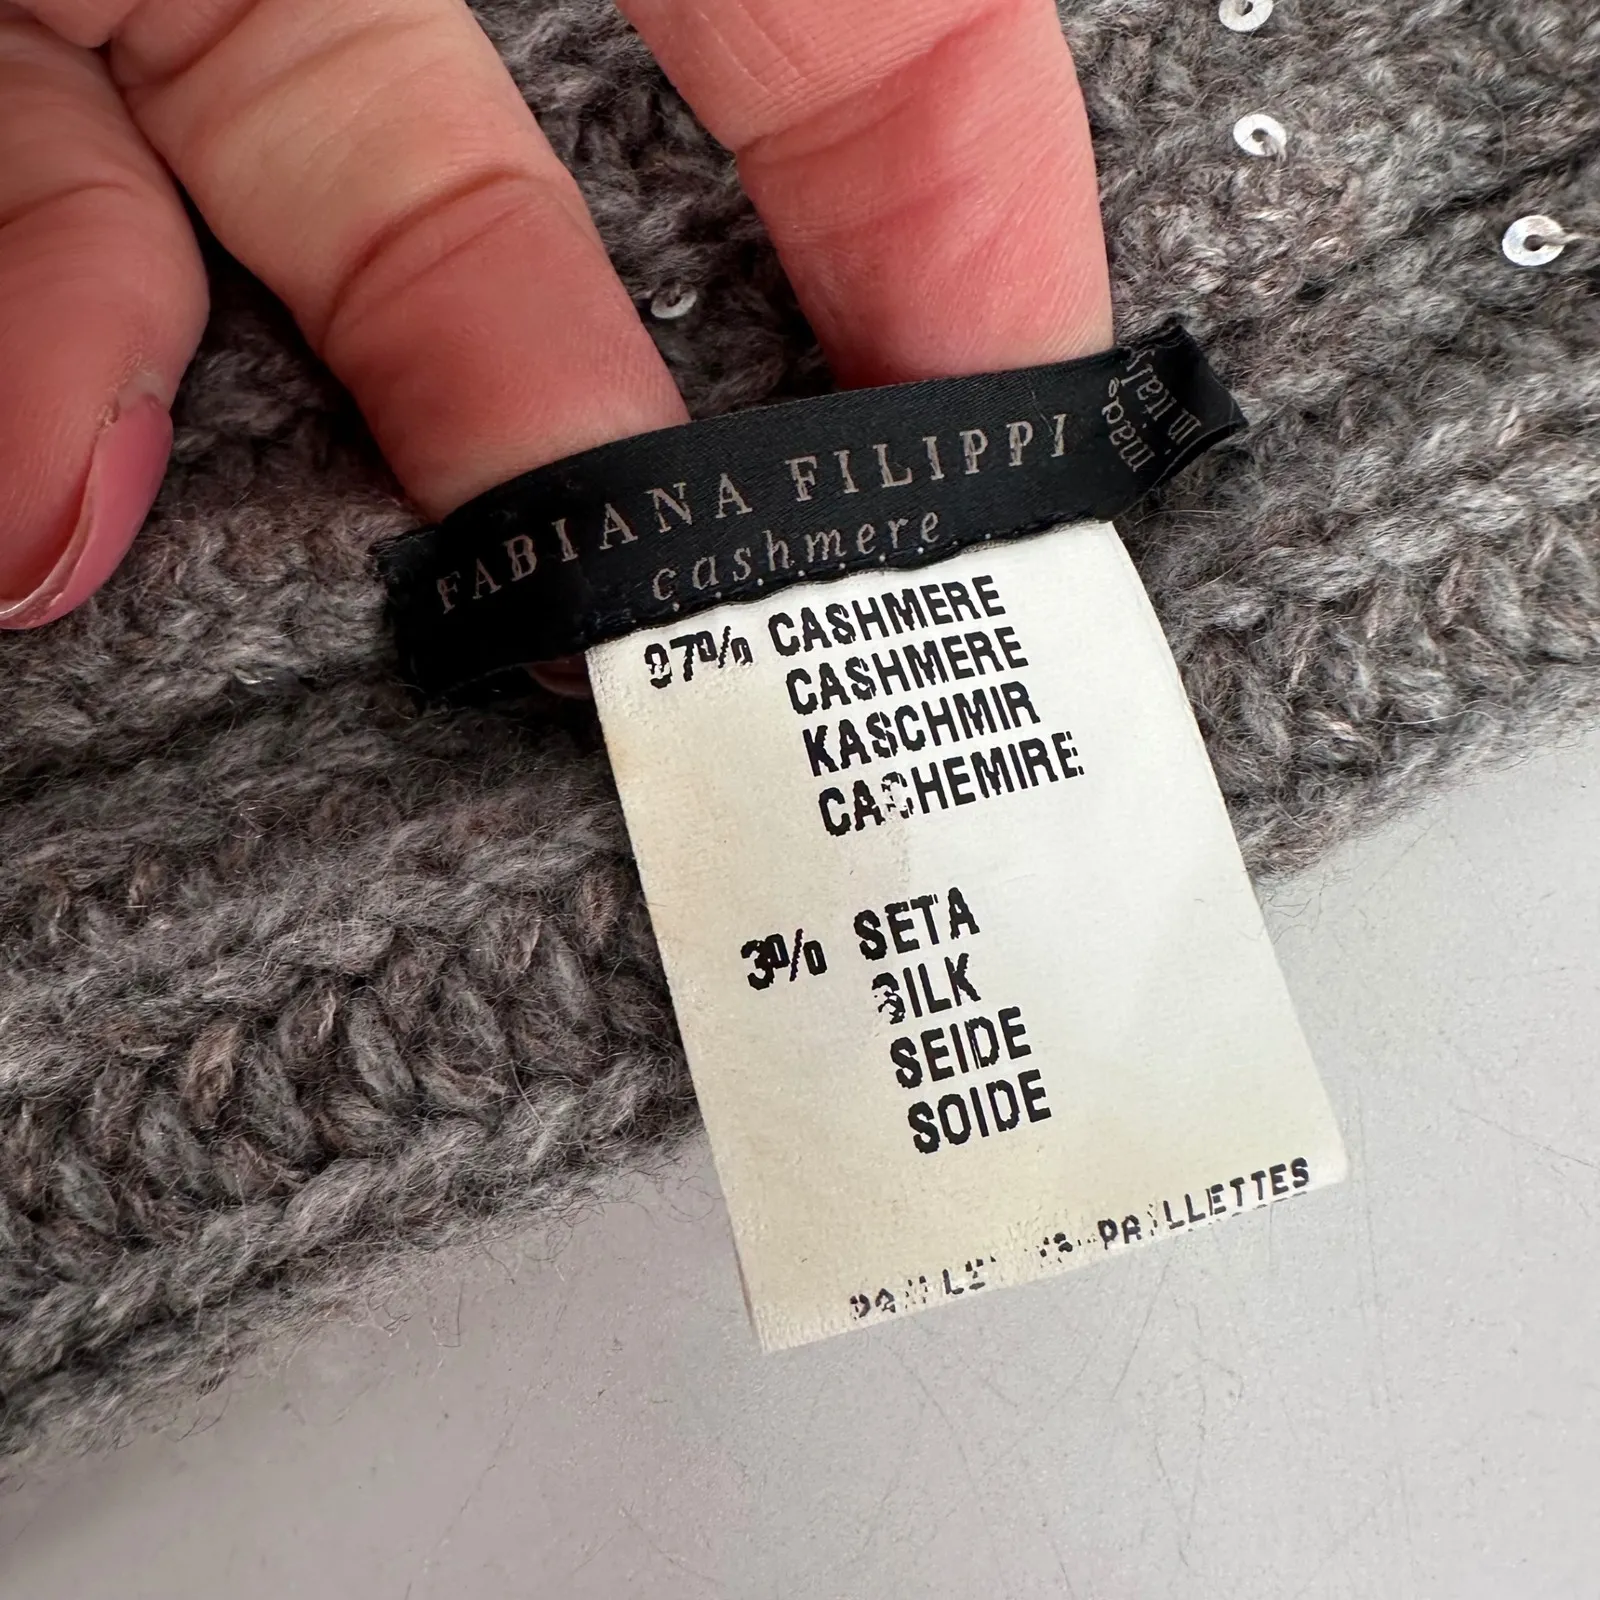 FABIANA FILIPPI
cashmere
made
in Italy
97% CASHMERE
CASHMERE
KASCHMIR
CACHEMIRE
3% SETA
SILK
SEIDE
SOIDE
PAILLETTES